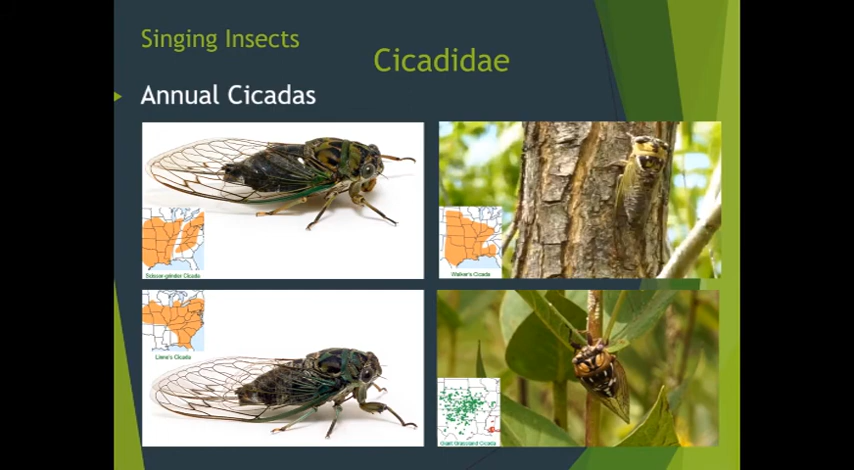 Singing Insects
Cicadidae
Annual Cicadas
Scissor-grinder Cicada
Walker's Cicada
Linne's Cicada
Giant Grassland Cicada